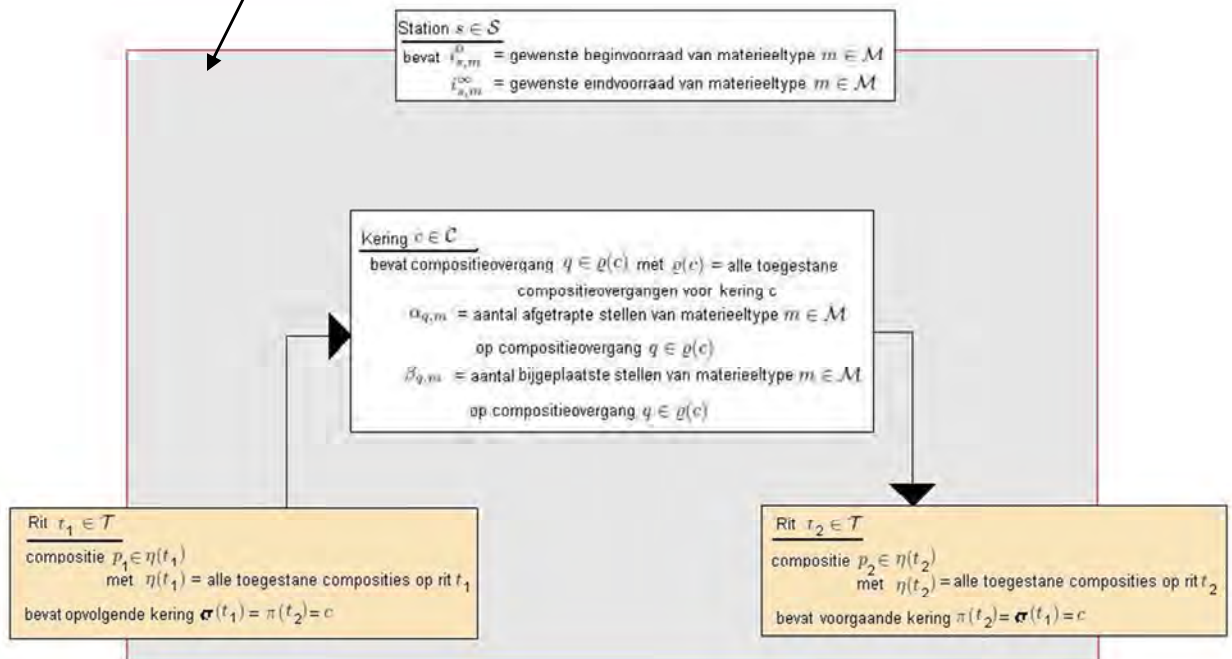 Station s ∈ 𝒮
bevat i⁰ₛ,ₘ = gewenste beginvoorraad van materieeltype m ∈ ℳ
i^∞ₛ,ₘ = gewenste eindvoorraad van materieeltype m ∈ ℳ
Kering c ∈ 𝒞
bevat compositieovergang q ∈ ϱ(c) met ϱ(c) = alle toegestane
compositieovergangen voor kering c
α_q,m = aantal afgetrapte stellen van materieeltype m ∈ ℳ
op compositieovergang q ∈ ϱ(c)
β_q,m = aantal bijgeplaatste stellen van materieeltype m ∈ ℳ
op compositieovergang q ∈ ϱ(c)
Rit t₁ ∈ 𝒯
compositie p₁ ∈ η(t₁)
met η(t₁) = alle toegestane composities op rit t₁
bevat opvolgende kering σ(t₁) = π(t₂) = c
Rit t₂ ∈ 𝒯
compositie p₂ ∈ η(t₂)
met η(t₂) = alle toegestane composities op rit t₂
bevat voorgaande kering π(t₂) = σ(t₁) = c